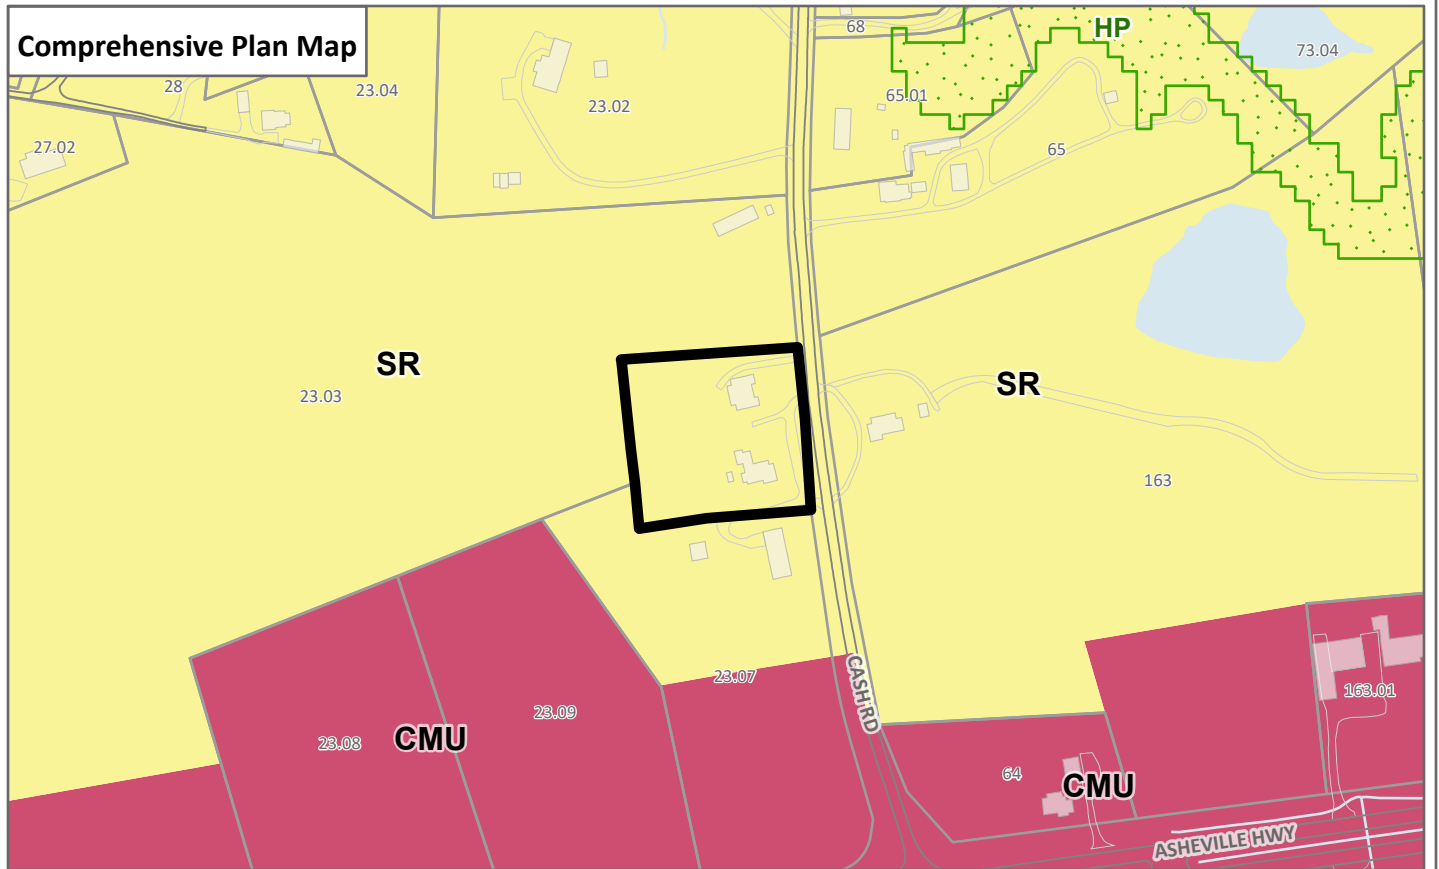 Comprehensive Plan Map
68
HP
73.04
28
23.04
23.02
65.01
27.02
65
SR
SR
23.03
163
23.07
163.01
CASH RD
23.09
23.08
CMU
64
CMU
ASHEVILLE HWY